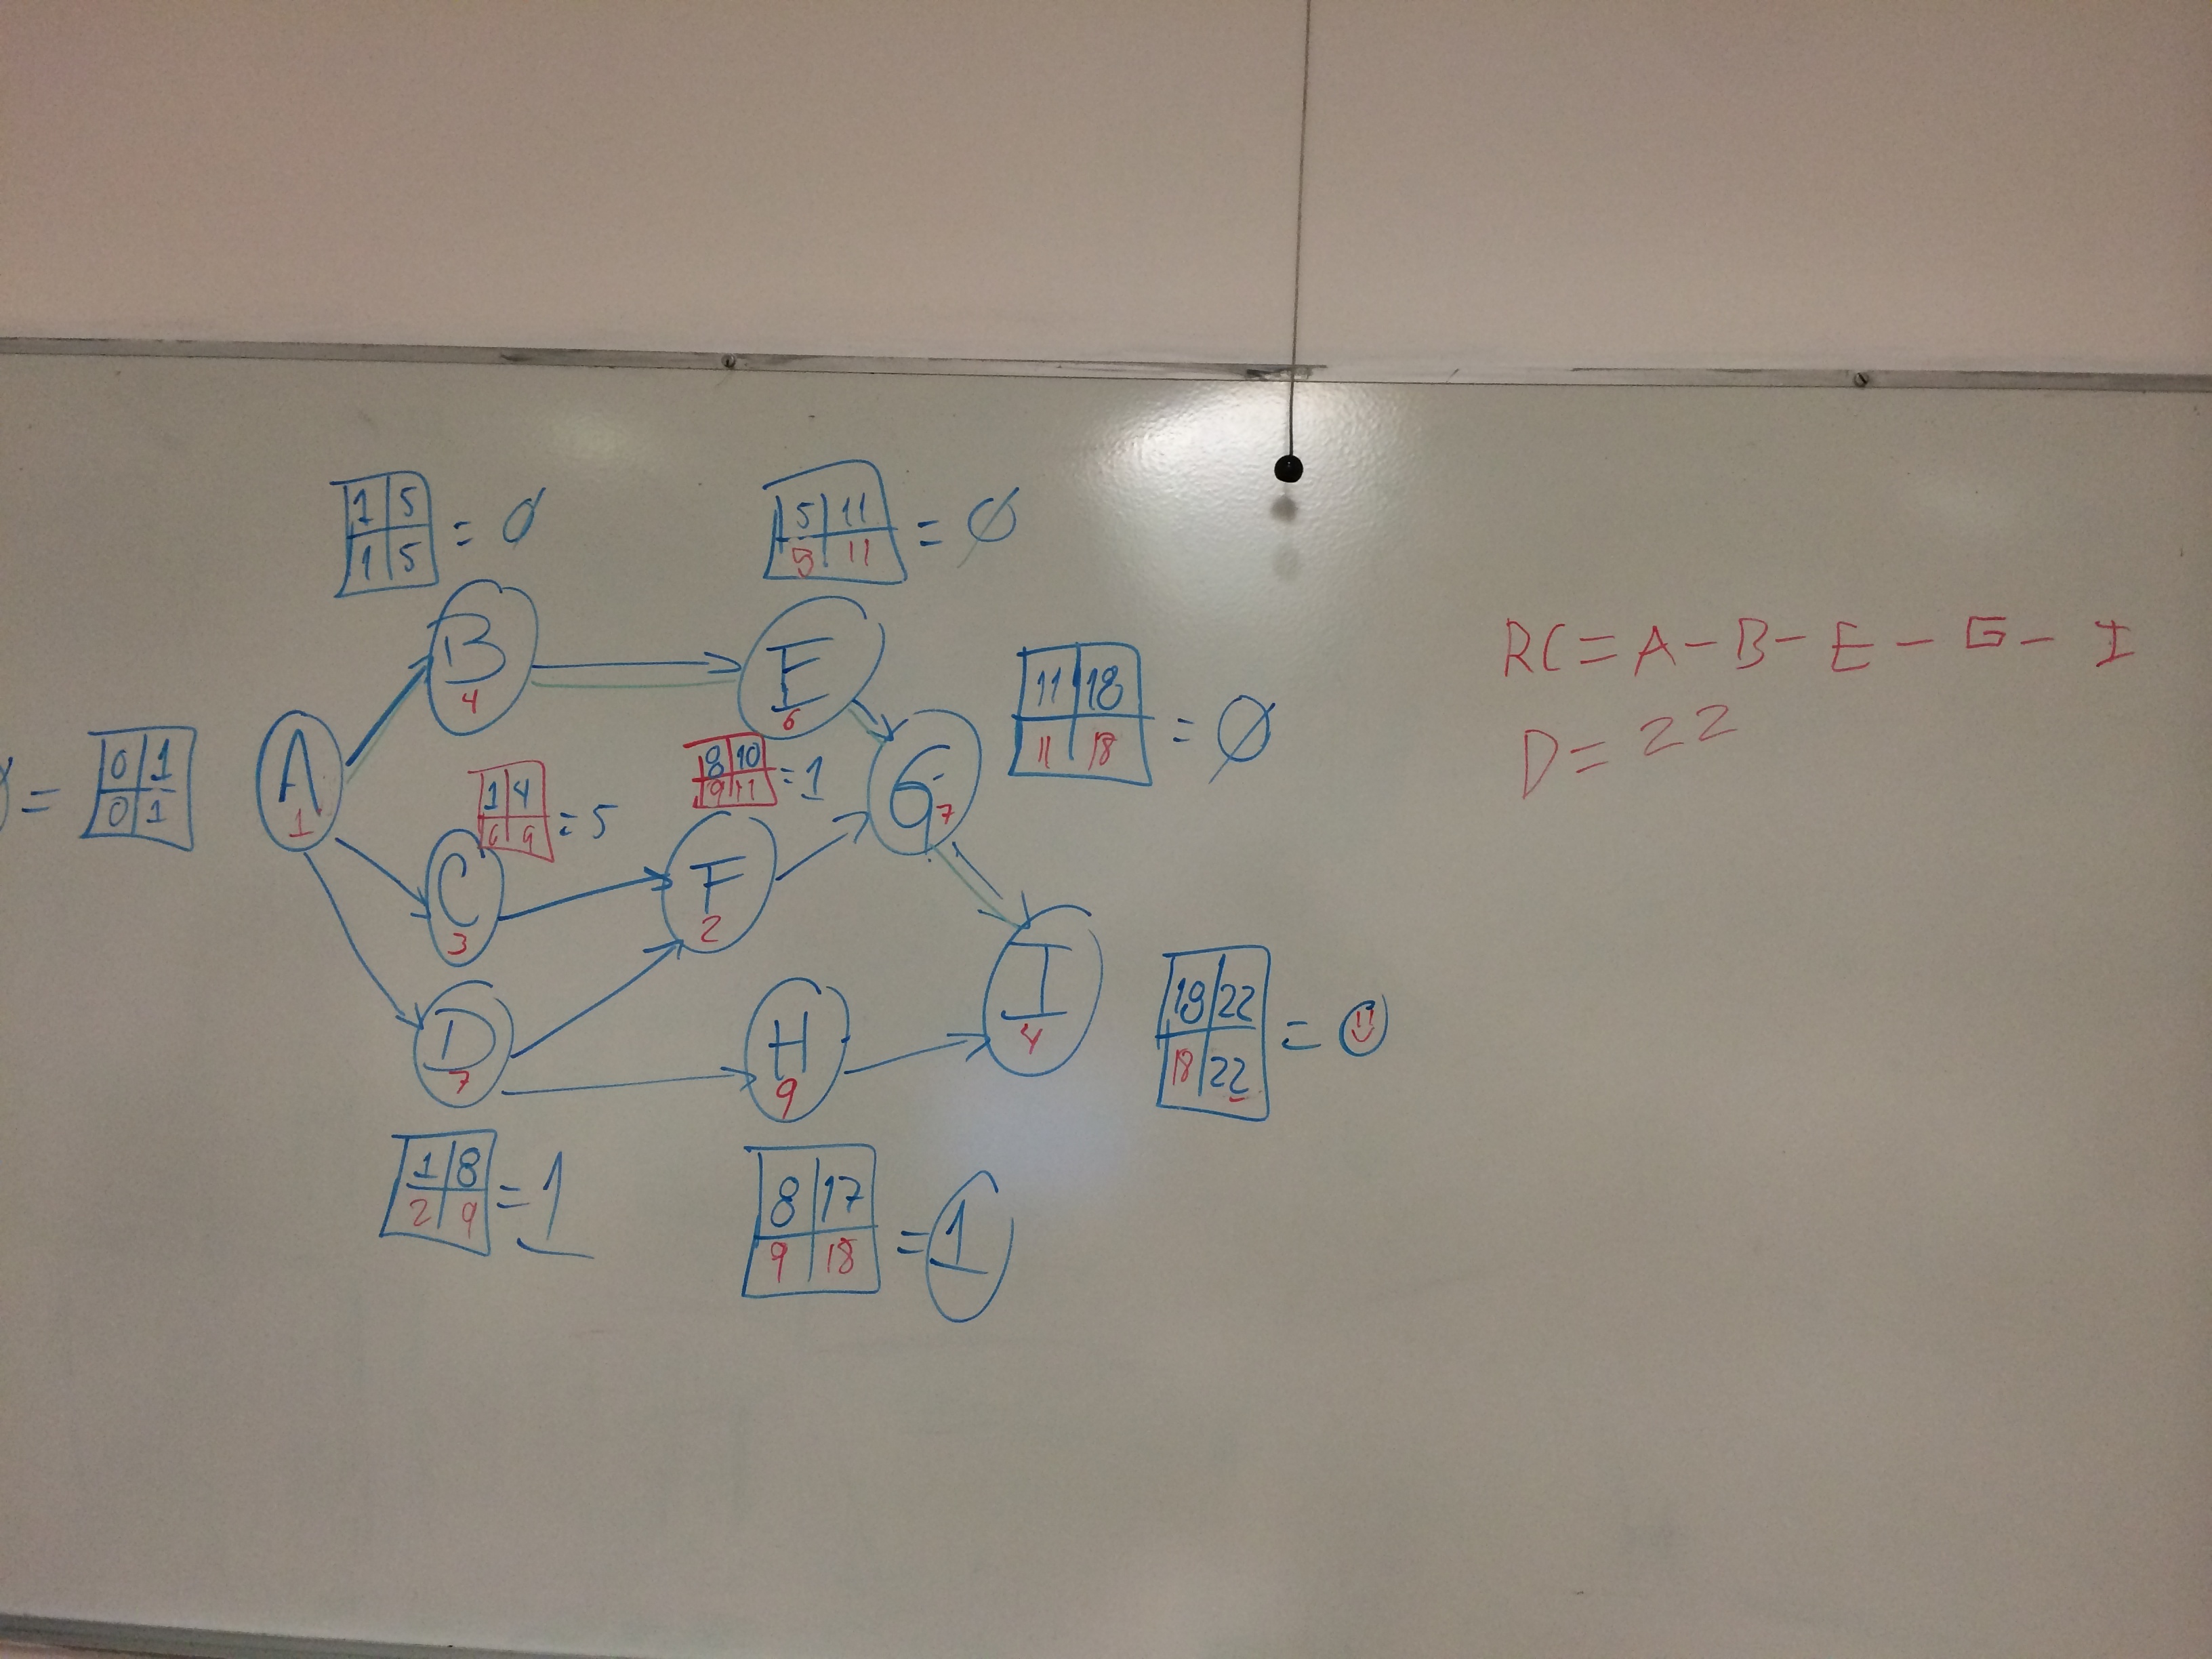 1 5 = 0
1 5
5 11 = ∅
5 11
B
4
E
6
11 18 = ∅
11 18
RC = A - B - E - G - I
D = 22
= 0 1
0 1
A
1
1 4 = 5
6 9
8 10 = 1
9 11
G
7
C
3
F
2
I
4
18 22 =
18 22
D
7
H
9
1 8 = 1
2 9
8 17 = 1
9 18